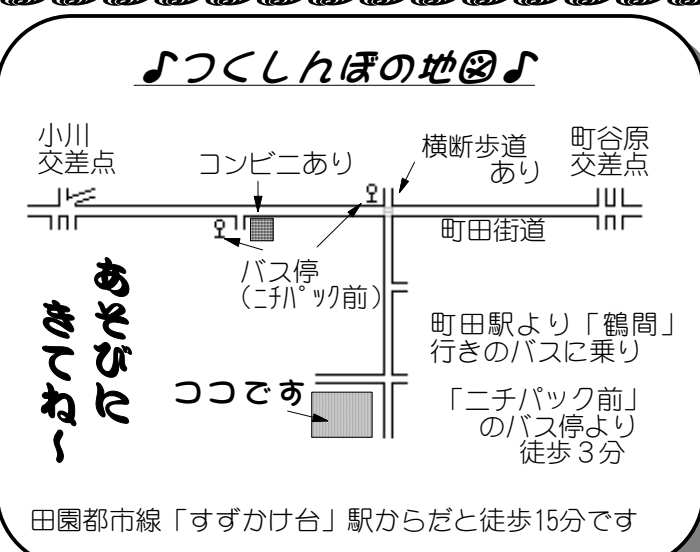 ♪つくしんぼの地図♪
小川
交差点
コンビニあり
横断歩道
あり
町谷原
交差点
町田街道
バス停
(ﾆﾁﾊﾟｯｸ前)
あそびに
きてね〜
町田駅より「鶴間」
行きのバスに乗り
ココです
「ニチパック前」
のバス停より
徒歩３分
田園都市線「すずかけ台」駅からだと徒歩15分です